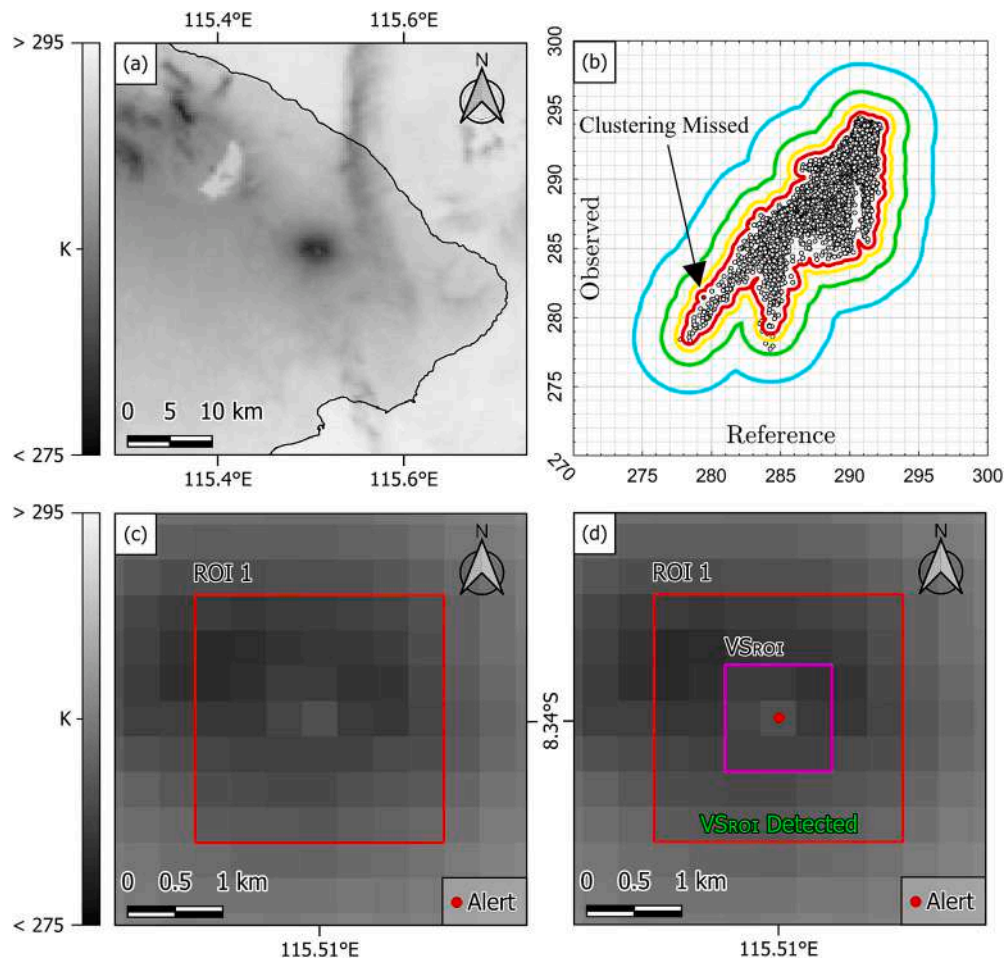 115.4°E 115.6°E
> 295
K
< 275
(a)
N
0 5 10 km
115.4°E 115.6°E
(b)
300
295
290
285
280
275
270
Clustering Missed
Observed
Reference
275 280 285 290 295 300
> 295
K
< 275
(c)
N
ROI 1
0 0.5 1 km
Alert
115.51°E
8.34°S
(d)
N
ROI 1
VSROI
VSROI Detected
0 0.5 1 km
Alert
115.51°E